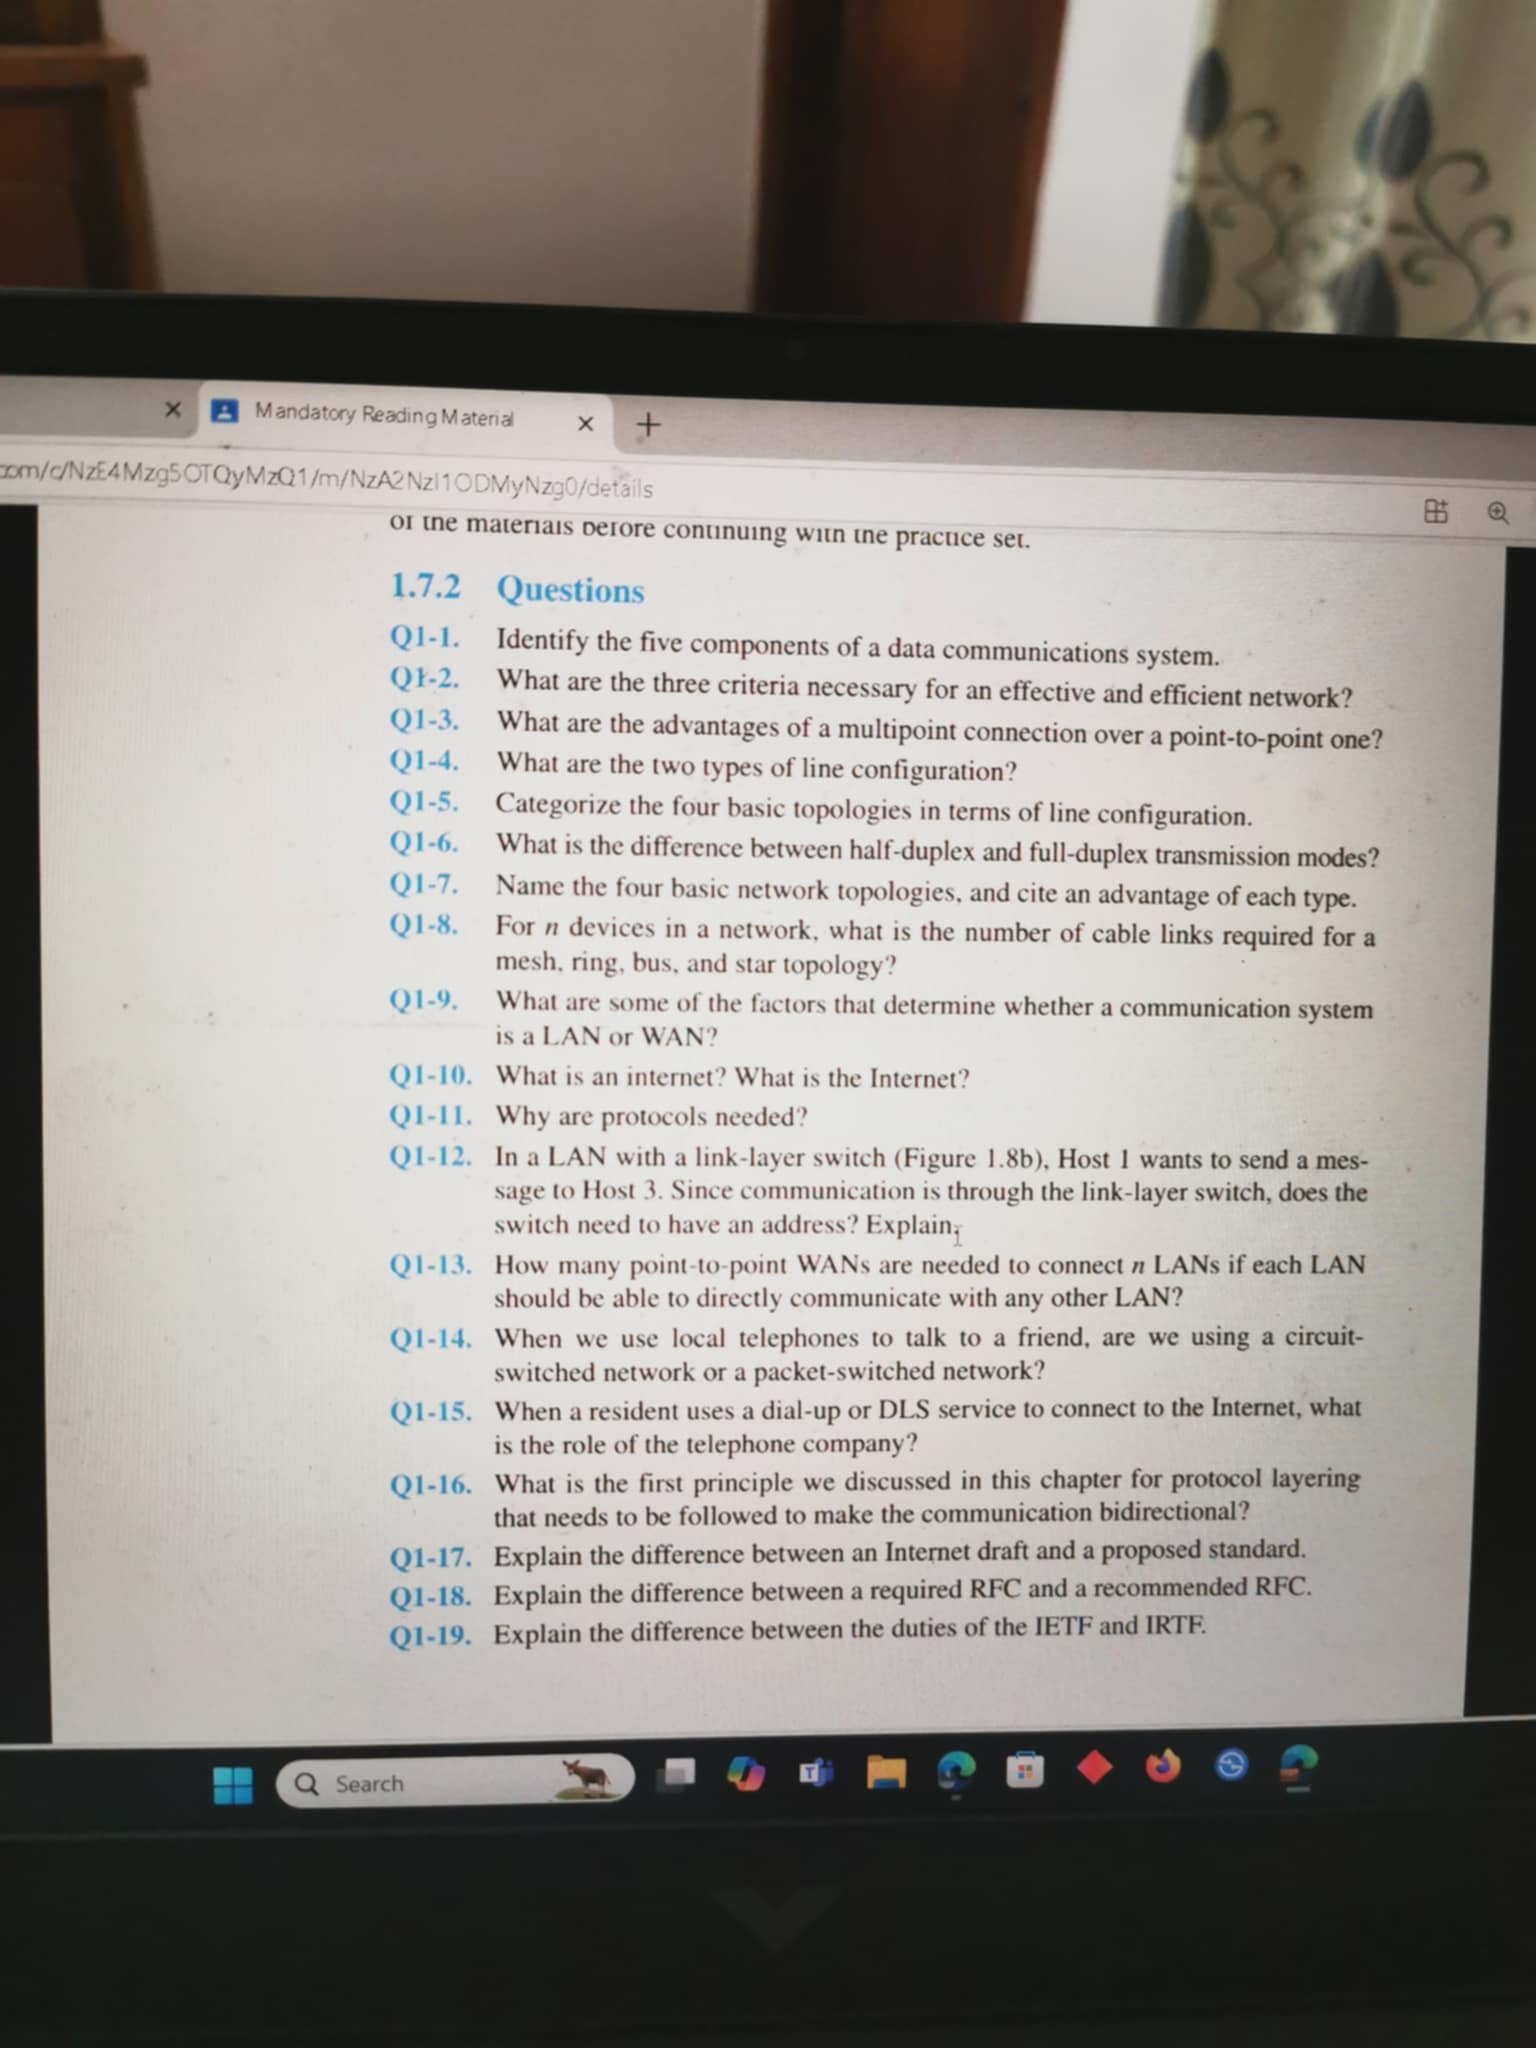 Mandatory Reading Material
com/c/NzE4Mzg5OTQyMzQ1/m/NzA2NzI1ODMyNzg0/details
of the materials before continuing with the practice set.
1.7.2 Questions
Q1-1. Identify the five components of a data communications system.
Q1-2. What are the three criteria necessary for an effective and efficient network?
Q1-3. What are the advantages of a multipoint connection over a point-to-point one?
Q1-4. What are the two types of line configuration?
Q1-5. Categorize the four basic topologies in terms of line configuration.
Q1-6. What is the difference between half-duplex and full-duplex transmission modes?
Q1-7. Name the four basic network topologies, and cite an advantage of each type.
Q1-8. For n devices in a network, what is the number of cable links required for a
mesh, ring, bus, and star topology?
Q1-9. What are some of the factors that determine whether a communication system
is a LAN or WAN?
Q1-10. What is an internet? What is the Internet?
Q1-11. Why are protocols needed?
Q1-12. In a LAN with a link-layer switch (Figure 1.8b), Host 1 wants to send a mes-
sage to Host 3. Since communication is through the link-layer switch, does the
switch need to have an address? Explain.
Q1-13. How many point-to-point WANs are needed to connect n LANs if each LAN
should be able to directly communicate with any other LAN?
Q1-14. When we use local telephones to talk to a friend, are we using a circuit-
switched network or a packet-switched network?
Q1-15. When a resident uses a dial-up or DLS service to connect to the Internet, what
is the role of the telephone company?
Q1-16. What is the first principle we discussed in this chapter for protocol layering
that needs to be followed to make the communication bidirectional?
Q1-17. Explain the difference between an Internet draft and a proposed standard.
Q1-18. Explain the difference between a required RFC and a recommended RFC.
Q1-19. Explain the difference between the duties of the IETF and IRTF.
Search